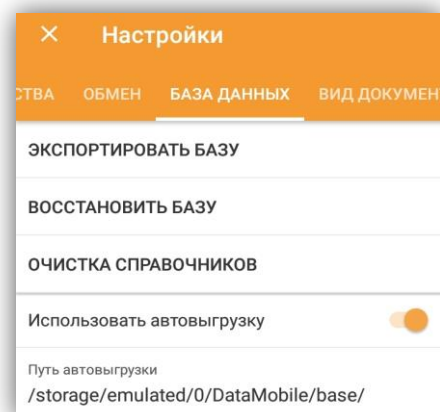 × Настройки
СТВА ОБМЕН БАЗА ДАННЫХ ВИД ДОКУМЕН
ЭКСПОРТИРОВАТЬ БАЗУ
ВОССТАНОВИТЬ БАЗУ
ОЧИСТКА СПРАВОЧНИКОВ
Использовать автовыгрузку
Путь автовыгрузки
/storage/emulated/0/DataMobile/base/